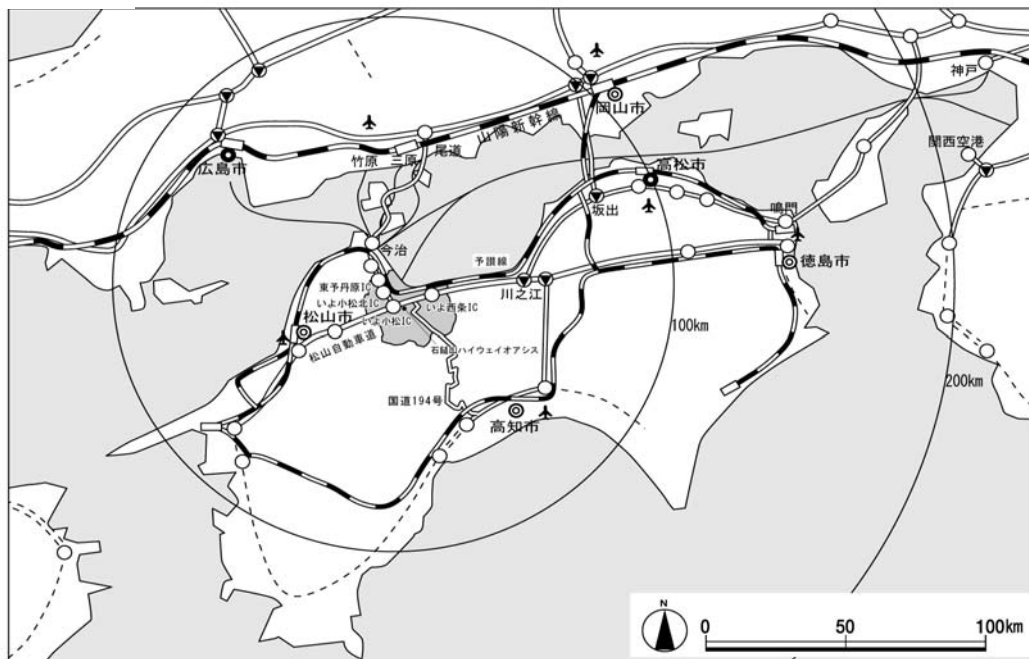 神戸
岡山市
山陽新幹線
関西空港
尾道
竹原
三原
広島市
高松市
坂出
鳴門
今治
予讃線
徳島市
東予丹原IC
いよ小松北IC
いよ西条IC
川之江
いよ小松IC
松山市
松山自動車道
100km
石鎚山ハイウェイオアシス
200km
国道194号
高知市
N
0
50
100km